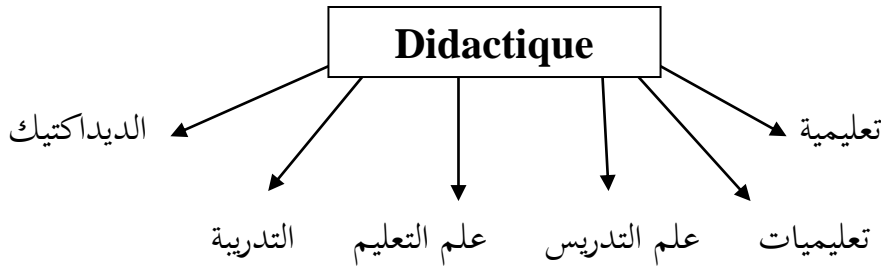 Didactique
تعليمية الديداكتيك
تعليميات علم التدريس علم التعليم التدريبة